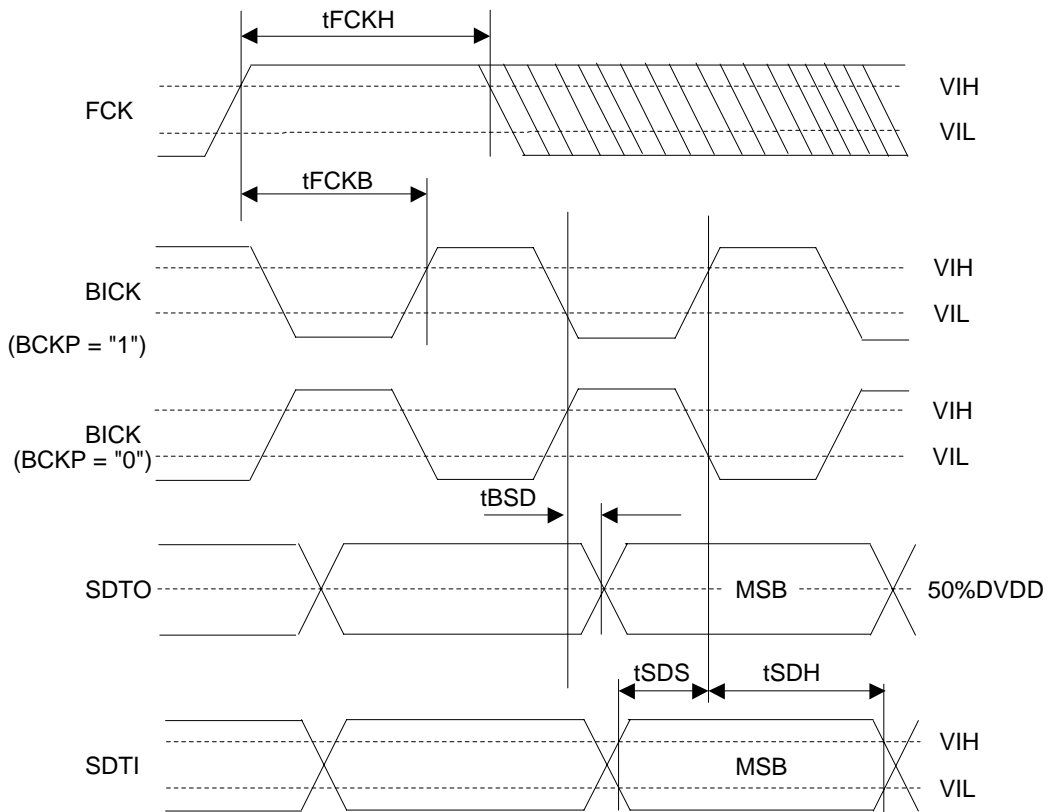 tFCKH
FCK
VIH
VIL
tFCKB
BICK
(BCKP = "1")
VIH
VIL
BICK
(BCKP = "0")
VIH
VIL
tBSD
SDTO
MSB
50%DVDD
tSDS
tSDH
SDTI
MSB
VIH
VIL